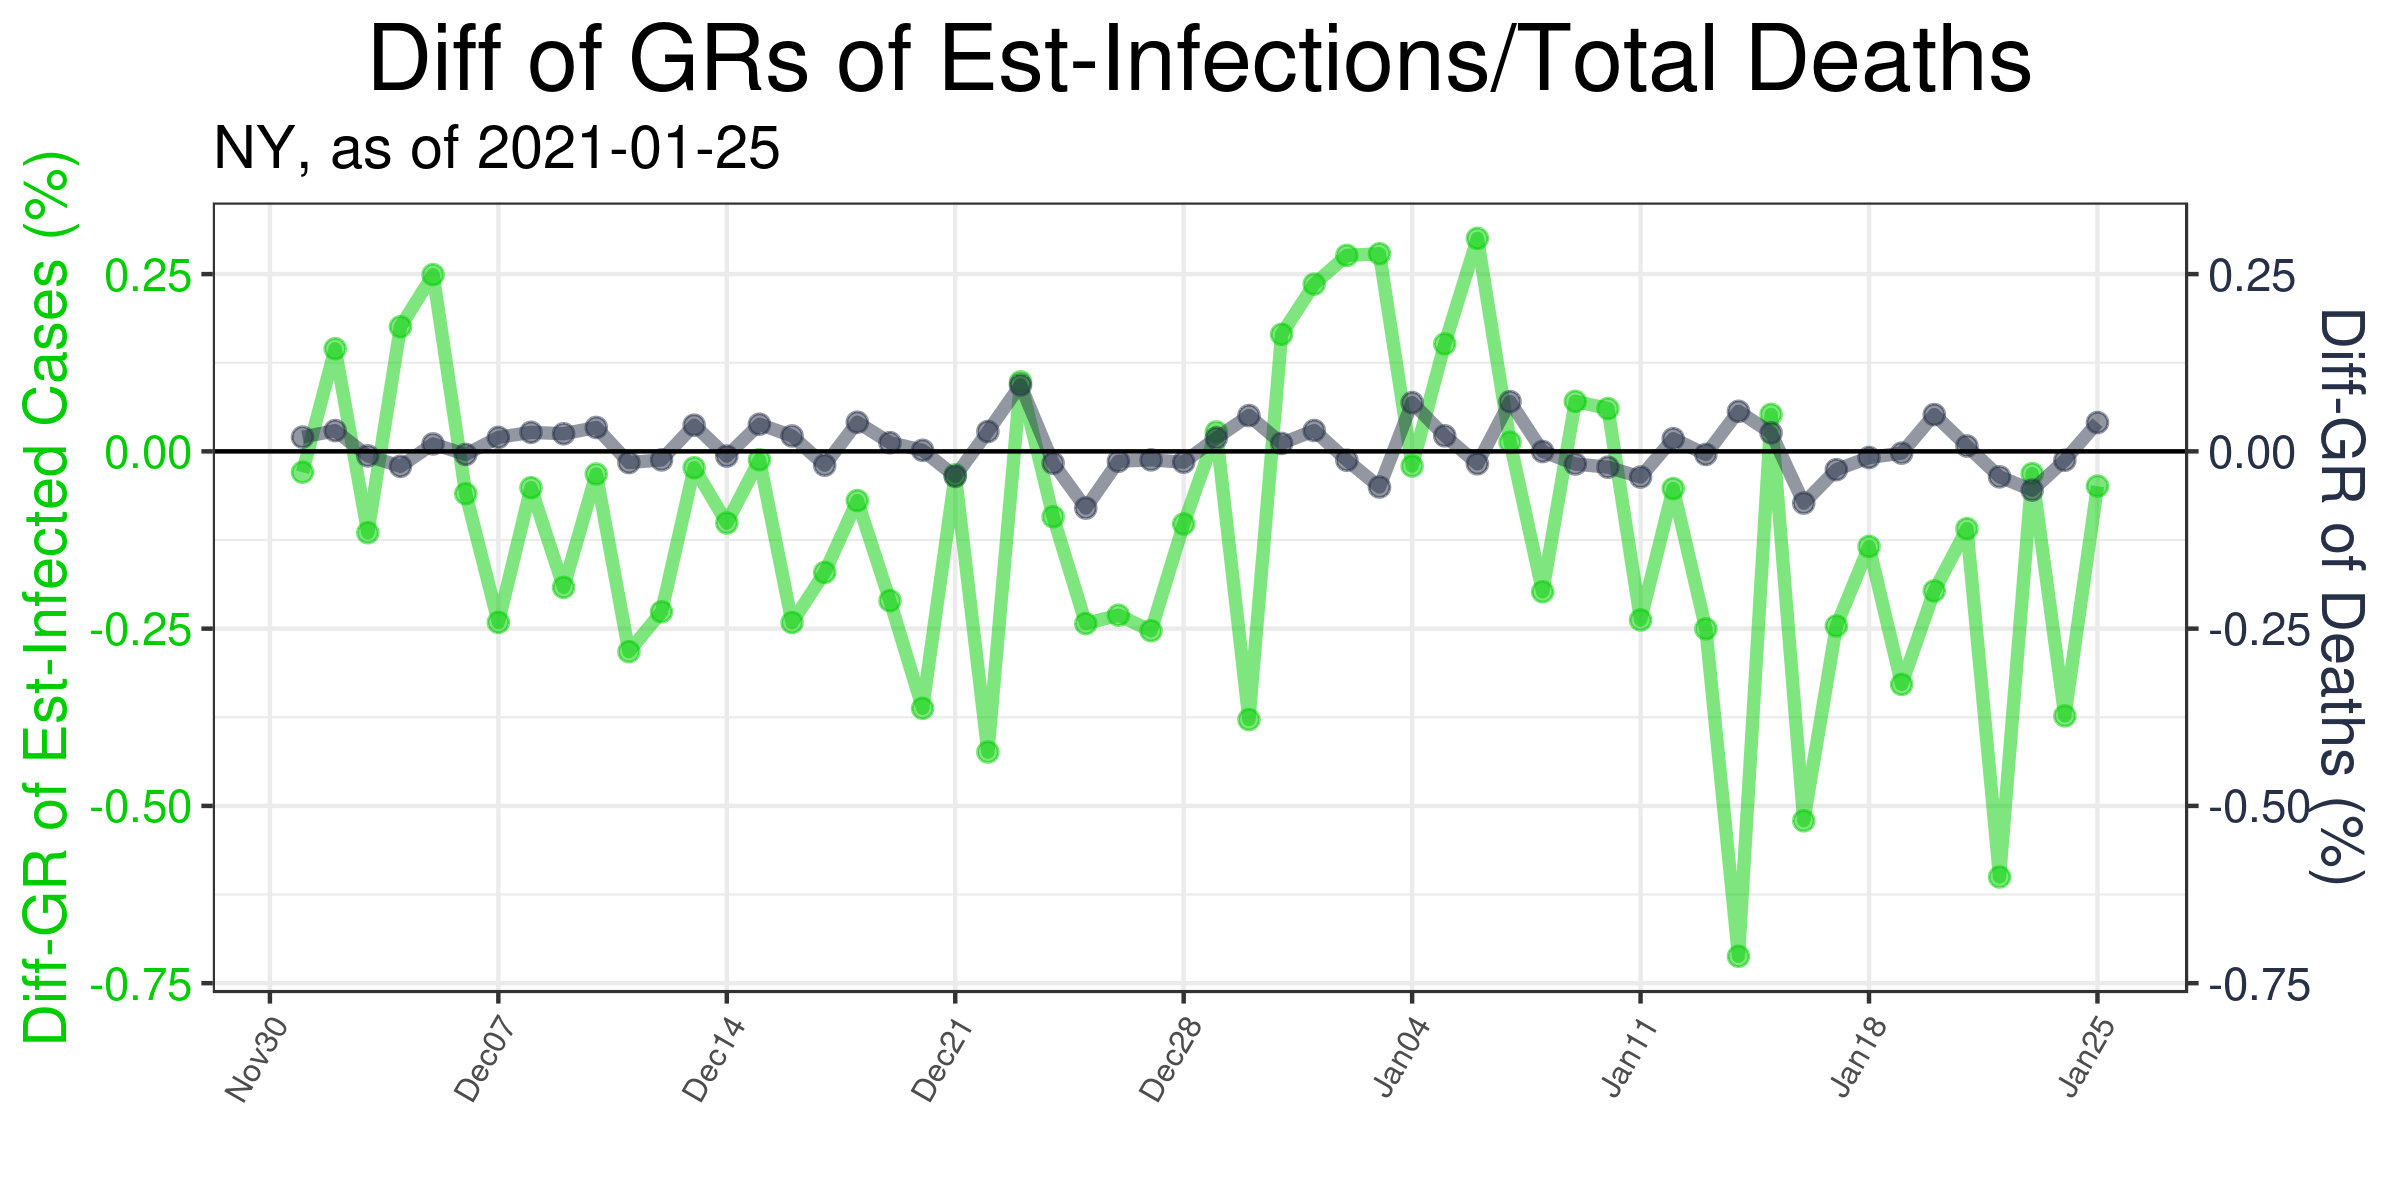 Diff of GRs of Est-Infections/Total Deaths
NY, as of 2021-01-25
Diff-GR of Est-Infected Cases (%)
0.25
0.00
-0.25
-0.50
-0.75
0.25
0.00
-0.25
-0.50
-0.75
Diff-GR of Deaths (%)
Nov30
Dec07
Dec14
Dec21
Dec28
Jan04
Jan11
Jan18
Jan25